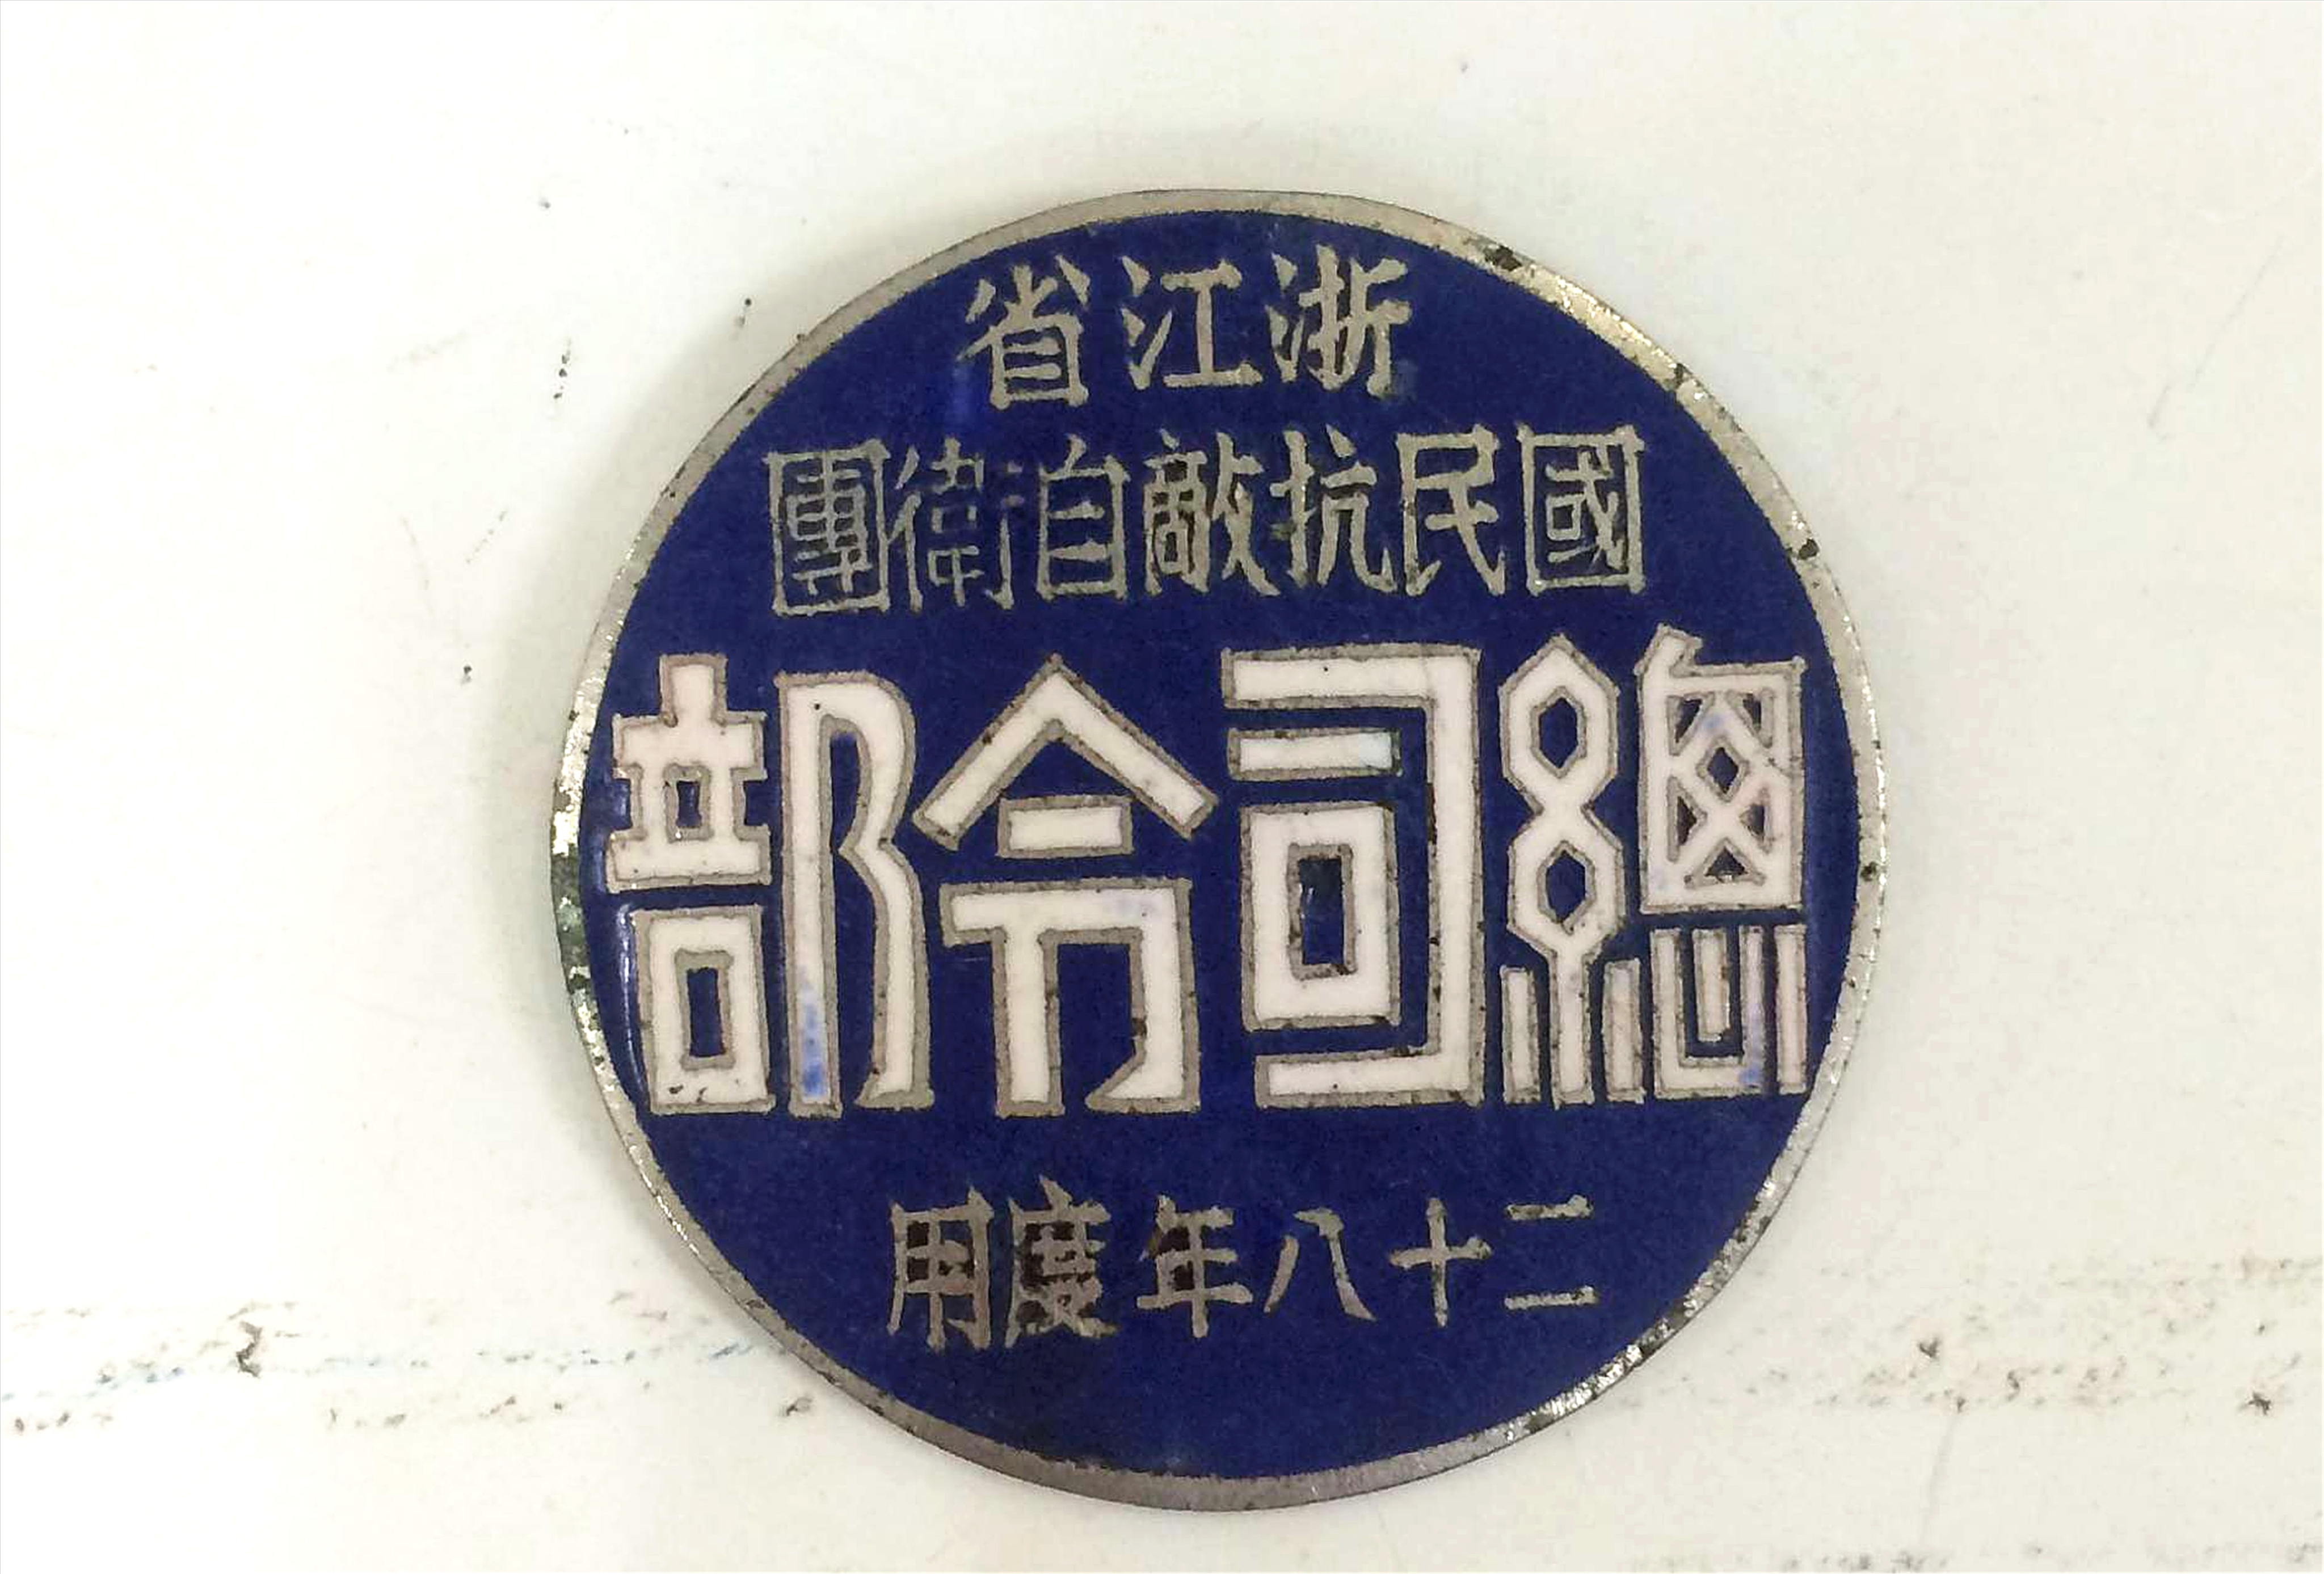 浙江省
國民抗敵自衛團
總司令部
二十八年度用